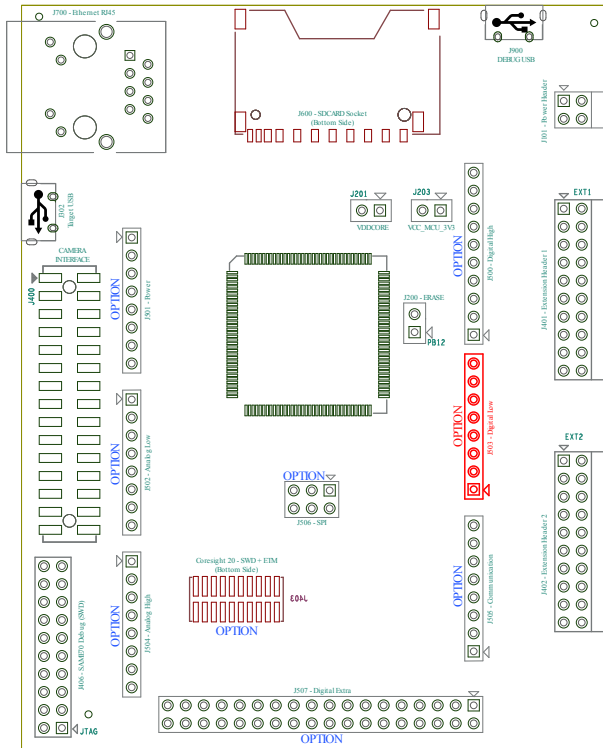 J700 - Ethernet RJ45
J600 - SDCARD Socket
(Bottom Side)
J900
DEBUG USB
J101 - Power Header
J302
Target USB
J201
VDDCORE
J203
VCC_MCU_3V3
OPTION
J500 - Digital High
EXT1
J401 - Extension Header 1
CAMERA
INTERFACE
J400
OPTION
J501 - Power
J200 - ERASE
PB12
OPTION
J503 - Digital Low
OPTION
J502 - Analog Low
EXT2
J402 - Extension Header 2
OPTION
J506 - SPI
Coresight 20 - SWD + ETM
(Bottom Side)
J403
OPTION
OPTION
J504 - Analog High
OPTION
J505 - Communication
J406 - SAME70 Debug (SWD)
JTAG
J507 - Digital Extra
OPTION